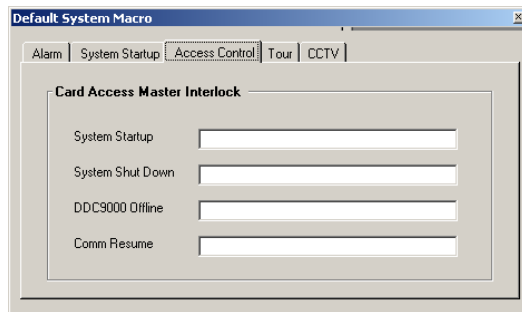 Default System Macro
Alarm System Startup Access Control Tour CCTV
Card Access Master Interlock
System Startup
System Shut Down
DDC9000 Offline
Comm Resume